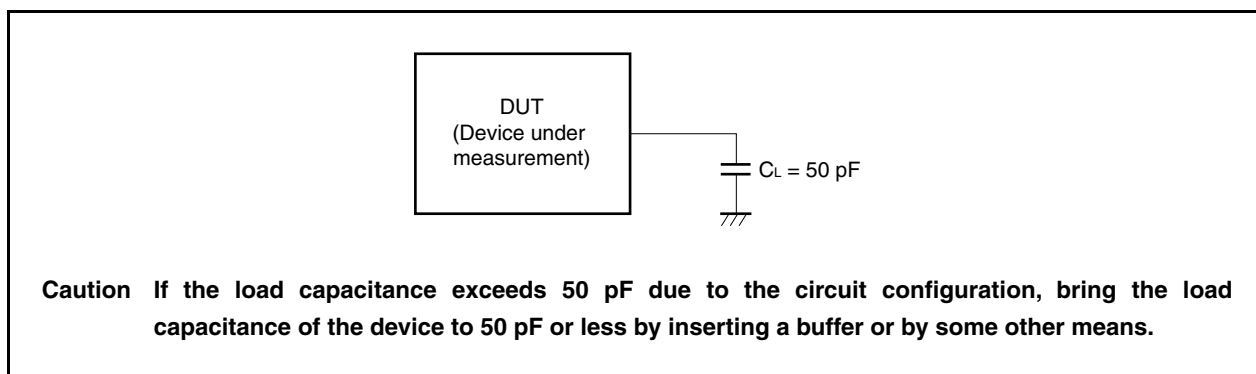 DUT
(Device under
measurement)
CL = 50 pF
Caution If the load capacitance exceeds 50 pF due to the circuit configuration, bring the load
capacitance of the device to 50 pF or less by inserting a buffer or by some other means.